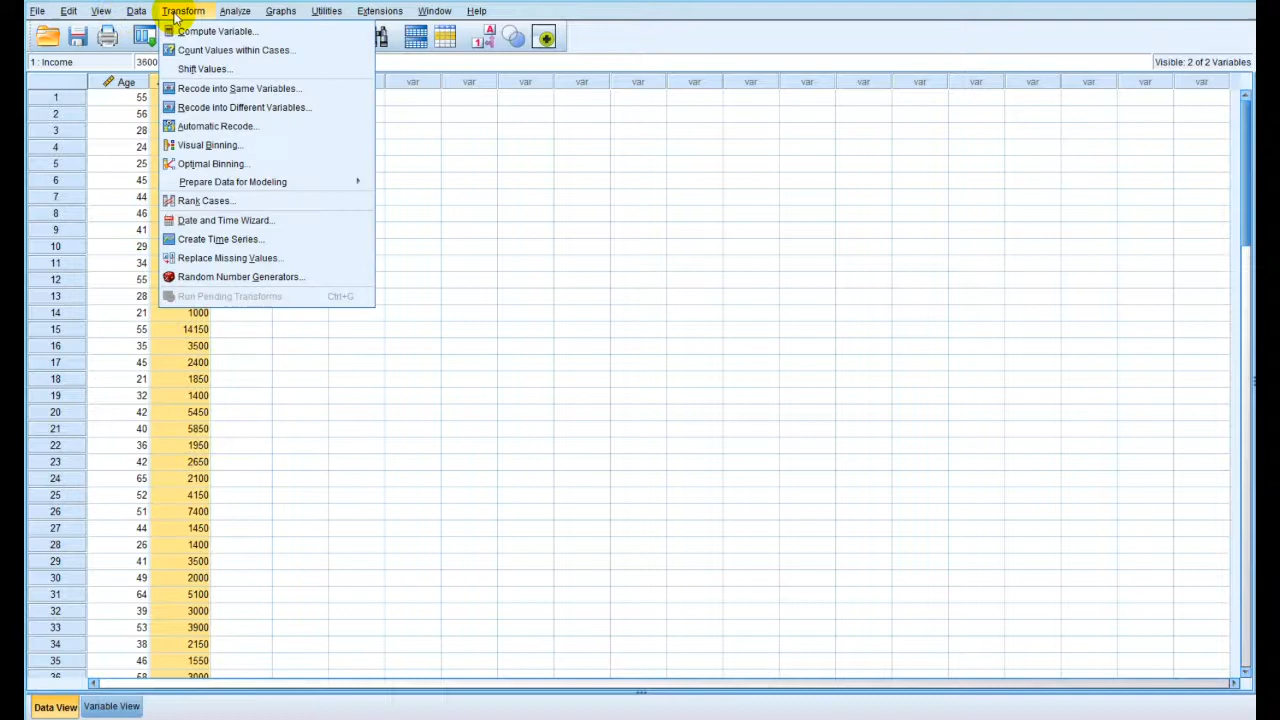 File Edit View Data Transform Analyze Graphs Utilities Extensions Window Help
1 : Income 3600 Visible: 2 of 2 Variables
Compute Variable...
Count Values within Cases...
Shift Values...
Recode into Same Variables...
Recode into Different Variables...
Automatic Recode...
Visual Binning...
Optimal Binning...
Prepare Data for Modeling
Rank Cases...
Date and Time Wizard...
Create Time Series...
Replace Missing Values...
Random Number Generators...
Run Pending Transforms Ctrl+G
Age var var var var var var var var var var var var var var var
1 55
2 56
3 28
4 24
5 25
6 45
7 44
8 46
9 41
10 29
11 34
12 55
13 28
14 21 1000
15 55 14150
16 35 3500
17 45 2400
18 21 1850
19 32 1400
20 42 5450
21 40 5850
22 36 1950
23 42 2650
24 65 2100
25 52 4150
26 51 7400
27 44 1450
28 26 1400
29 41 3500
30 49 2000
31 64 5100
32 39 3000
33 53 3900
34 38 2150
35 46 1550
36 68 3000
Data View Variable View